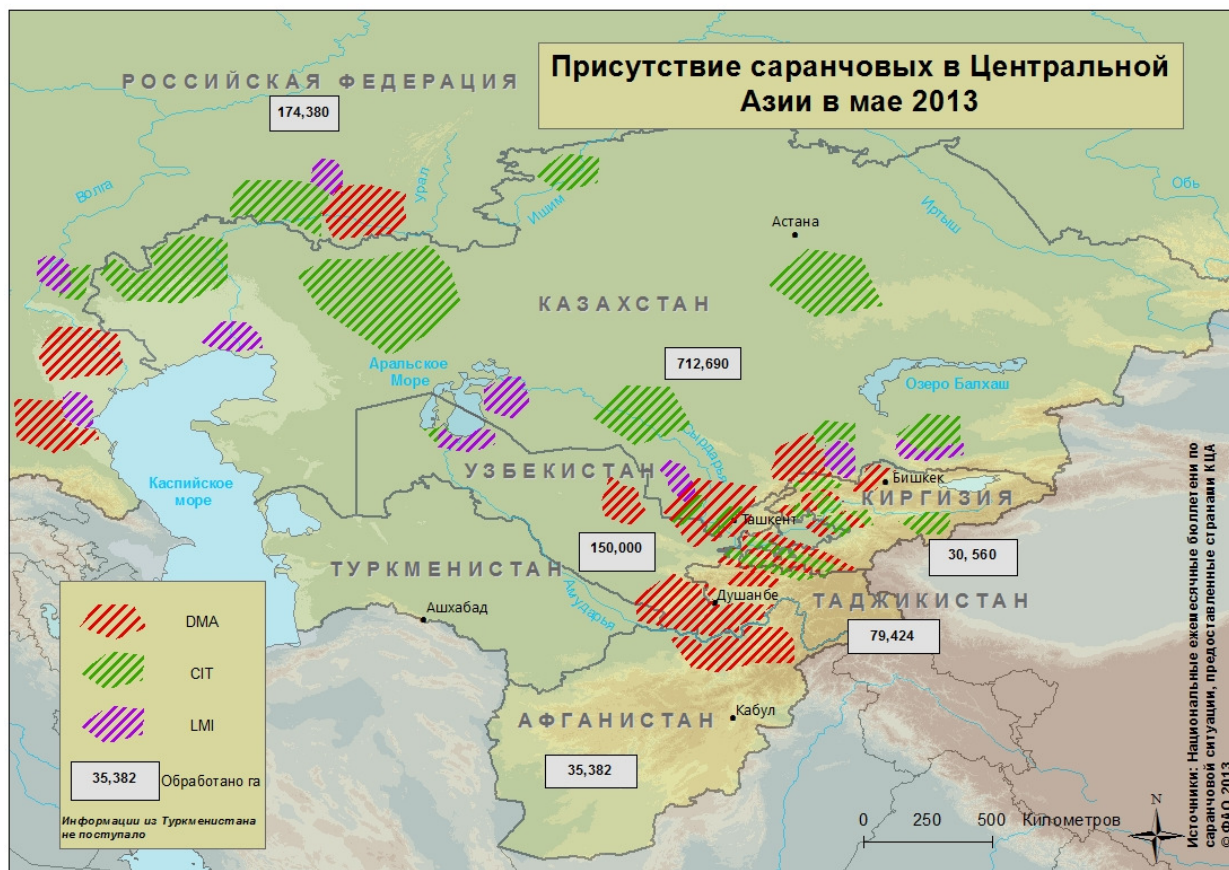 Присутствие саранчовых в Центральной
Азии в мае 2013
РОССИЙСКАЯ ФЕДЕРАЦИЯ
174,380
Волга
Урал
Ишим
Иртыш
Обь
Астана
КАЗАХСТАН
712,690
Аральское
Море
Озеро Балхаш
Сырдарья
УЗБЕКИСТАН
Каспийское
море
Бишкек
КИРГИЗИЯ
Ташкент
150,000
30, 560
ТУРКМЕНИСТАН
Амударья
Душанбе
ТАДЖИКИСТАН
Ашхабад
79,424
АФГАНИСТАН
Кабул
35,382
DMA
CIT
LMI
35,382 Обработано га
Информации из Туркменистана
не поступало
0 250 500 Километров
N
Источники: Национальные ежемесячные бюллетени по
саранчовой ситуации, предоставленные странами КЦА
©ФАО 2013